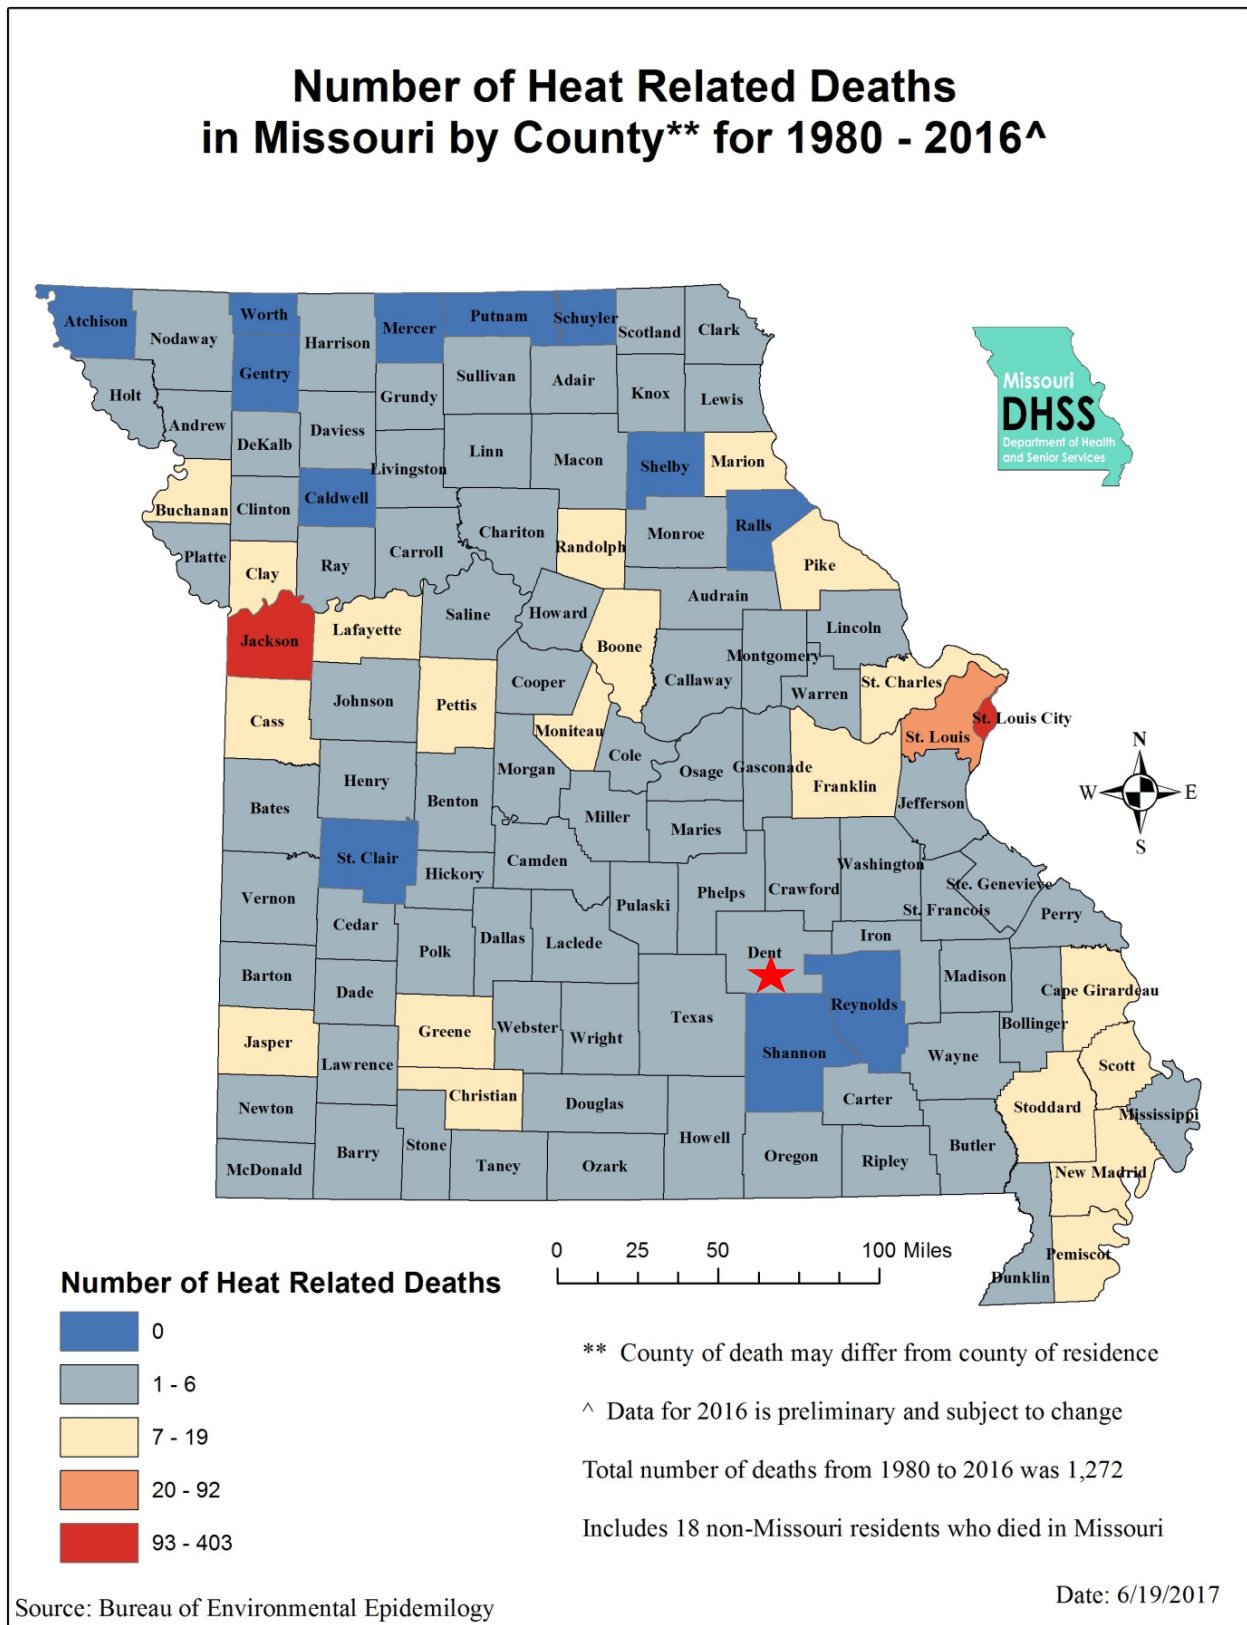 Number of Heat Related Deaths
in Missouri by County** for 1980 - 2016^
Atchison
Nodaway
Worth
Harrison
Mercer
Putnam
Schuyler
Scotland
Clark
Gentry
Holt
Andrew
DeKalb
Daviess
Grundy
Sullivan
Adair
Knox
Lewis
Missouri
DHSS
Department of Health
and Senior Services
Buchanan
Clinton
Caldwell
Livingston
Linn
Macon
Shelby
Marion
Platte
Clay
Ray
Carroll
Chariton
Randolph
Monroe
Ralls
Pike
Jackson
Lafayette
Saline
Howard
Boone
Audrain
Lincoln
Cass
Johnson
Pettis
Cooper
Moniteau
Callaway
Montgomery
Warren
St. Charles
St. Louis
St. Louis City
Bates
Henry
Benton
Morgan
Cole
Miller
Osage
Gasconade
Franklin
Jefferson
N
W
E
S
Vernon
St. Clair
Hickory
Camden
Maries
Pulaski
Phelps
Crawford
Washington
St. Francois
Ste. Genevieve
Perry
Cedar
Polk
Dallas
Laclede
Dent
Iron
Barton
Dade
Madison
Cape Girardeau
Jasper
Greene
Webster
Wright
Texas
Shannon
Reynolds
Wayne
Bollinger
Scott
Lawrence
Newton
Christian
Douglas
Howell
Carter
Butler
Stoddard
Mississippi
McDonald
Barry
Stone
Taney
Ozark
Oregon
Ripley
New Madrid
Dunklin
Pemiscot
0 25 50 100 Miles
Number of Heat Related Deaths
0
1 - 6
7 - 19
20 - 92
93 - 403
** County of death may differ from county of residence
^ Data for 2016 is preliminary and subject to change
Total number of deaths from 1980 to 2016 was 1,272
Includes 18 non-Missouri residents who died in Missouri
Source: Bureau of Environmental Epidemilogy
Date: 6/19/2017